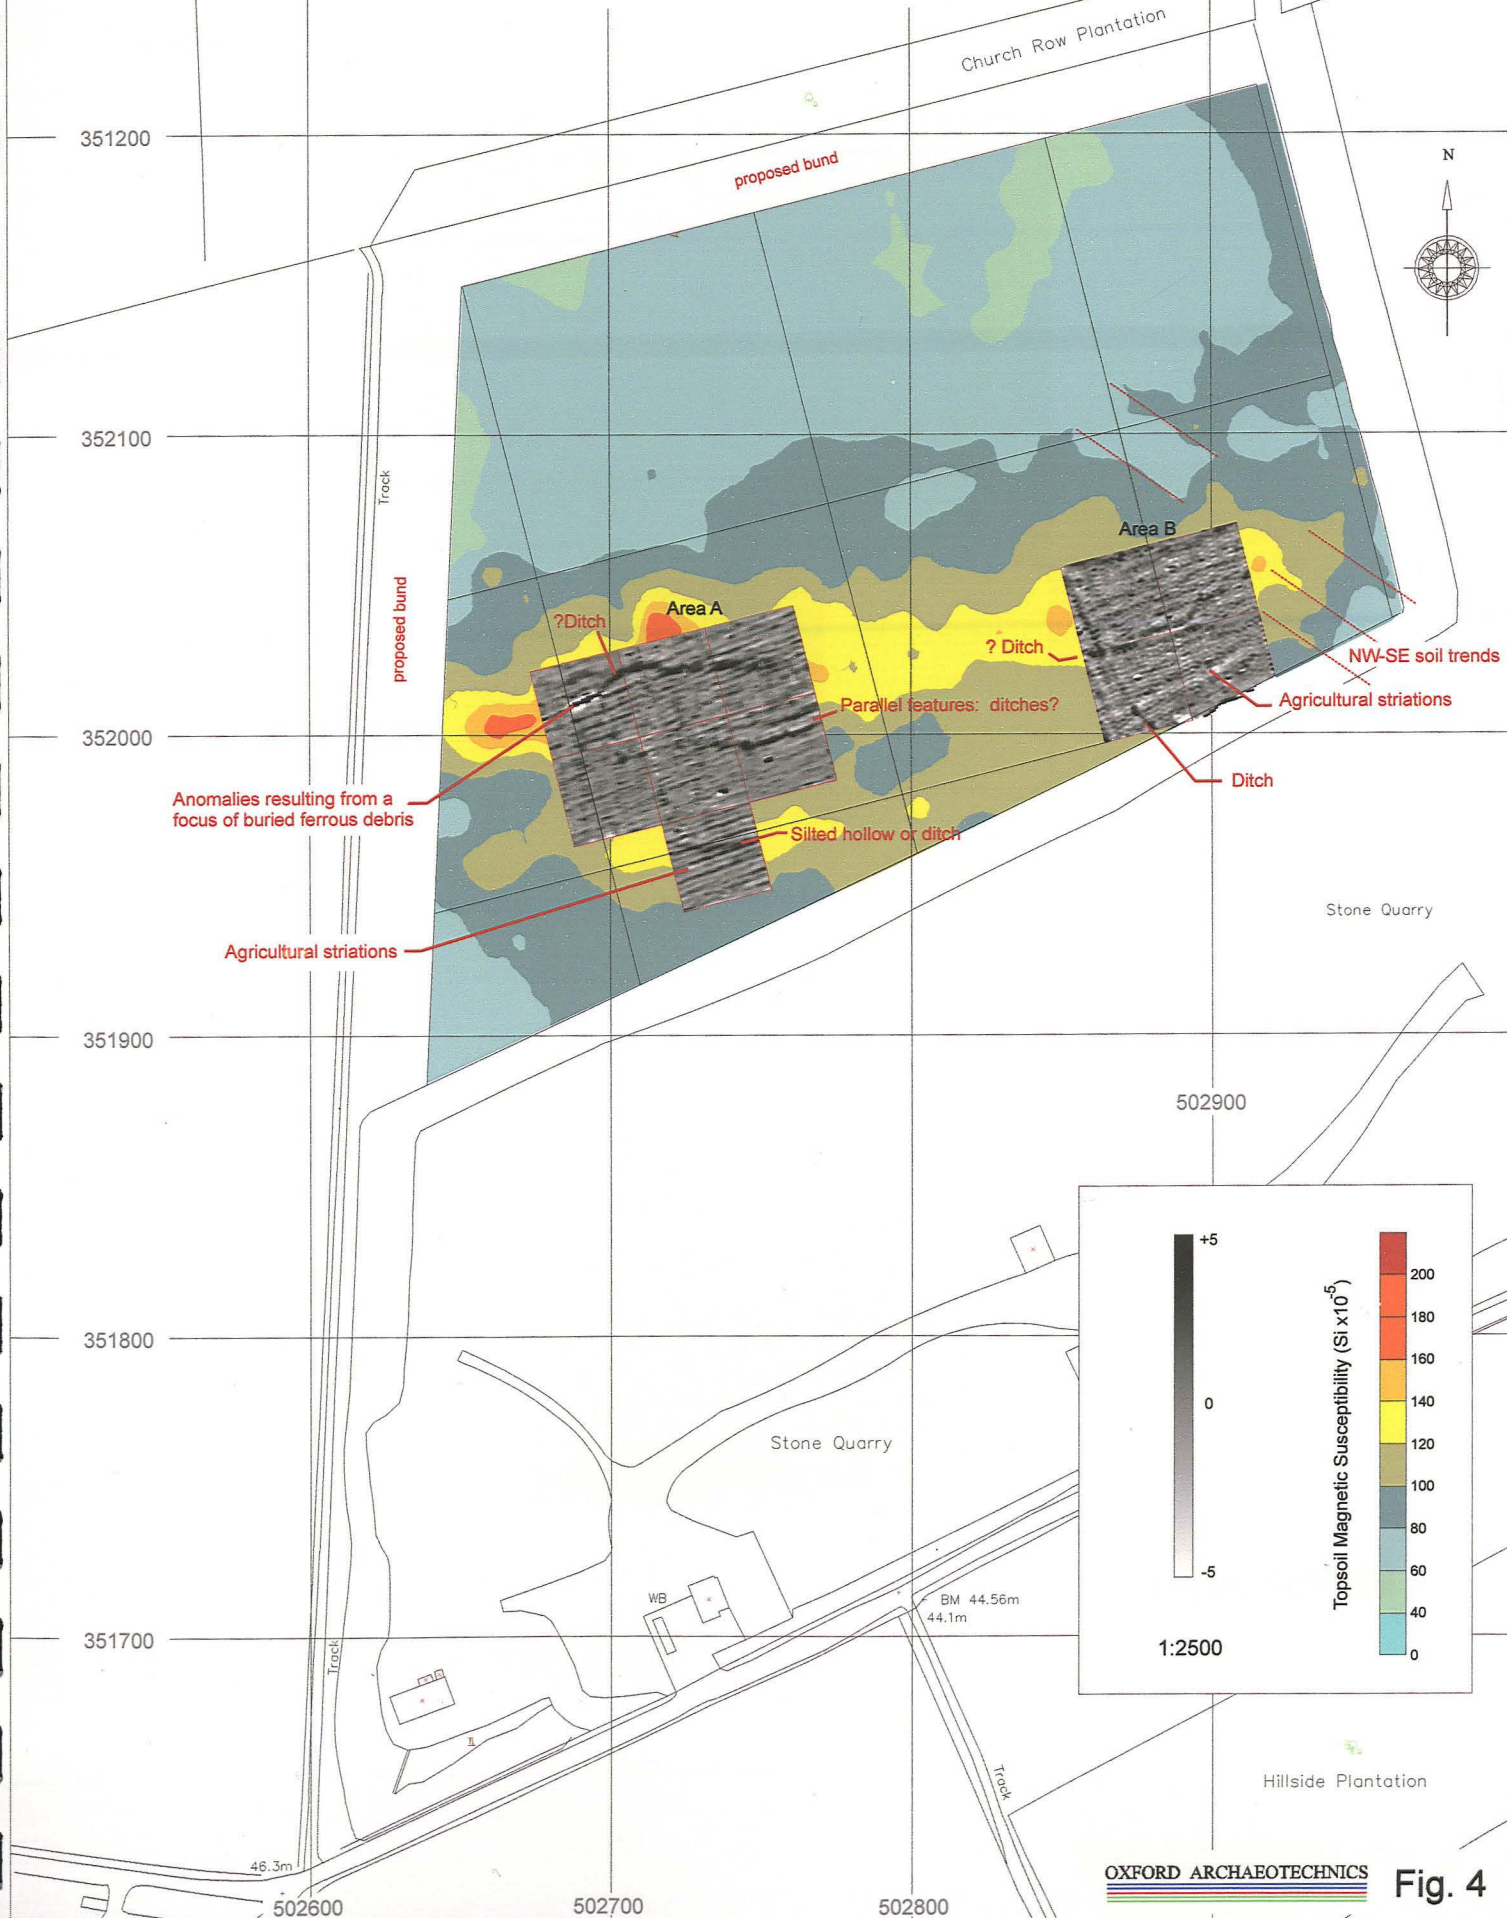 Church Row Plantation
351200
proposed bund
N
352100
Track
Area B
proposed bund
Area A
?Ditch
? Ditch
NW-SE soil trends
Agricultural striations
Parallel features: ditches?
352000
Ditch
Anomalies resulting from a
focus of buried ferrous debris
Silted hollow or ditch
Stone Quarry
Agricultural striations
351900
502900
+5
0
-5
Topsoil Magnetic Susceptibility (Si x10-5)
200
180
160
140
120
100
80
60
40
0
1:2500
351800
Stone Quarry
WB
BM 44.56m
44.1m
351700
Track
Track
Hillside Plantation
46.3m
OXFORD ARCHAEOTECHNICS
Fig. 4
502600
502700
502800